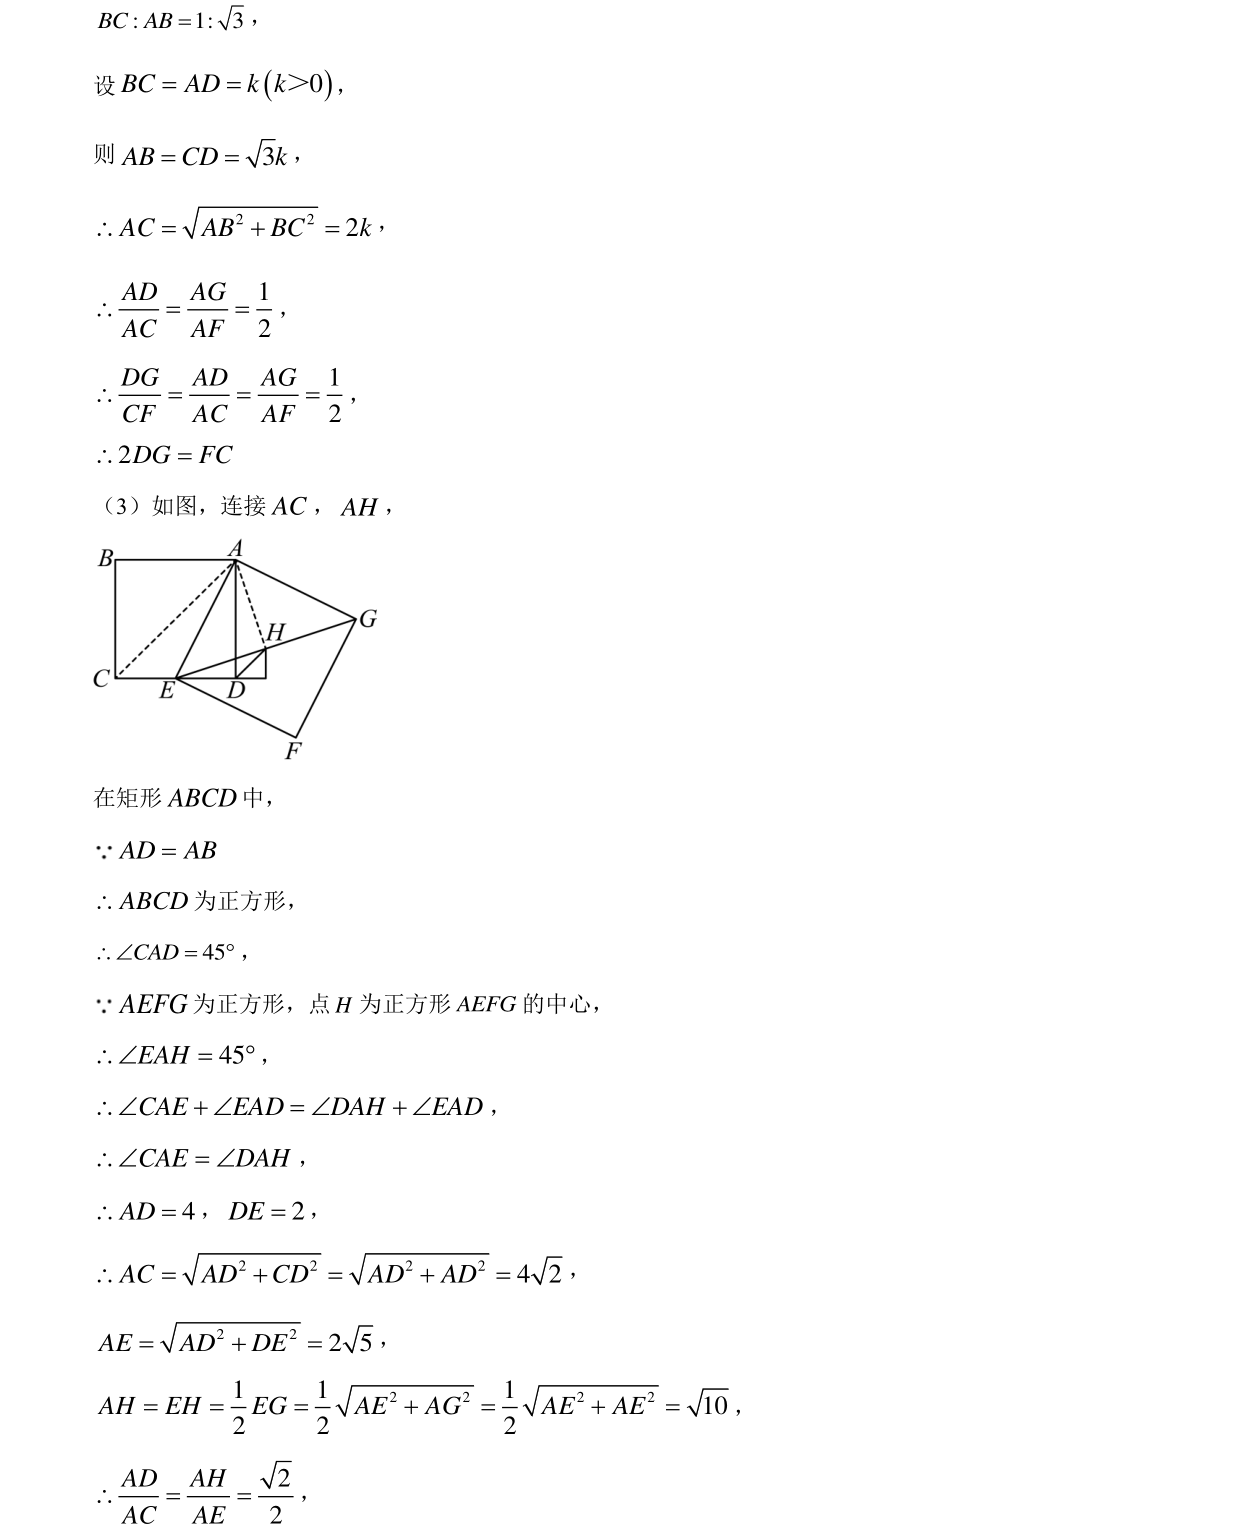 BC : AB = 1 : √3，
设 BC = AD = k (k＞0)，
则 AB = CD = √3k，
∴ AC = √(AB² + BC²) = 2k，
∴ AD/AC = AG/AF = 1/2，
∴ DG/CF = AD/AC = AG/AF = 1/2，
∴ 2DG = FC
（3）如图，连接 AC， AH，
A
B
G
H
C
E
D
F
在矩形 ABCD 中，
∵ AD = AB
∴ ABCD 为正方形，
∴ ∠CAD = 45°，
∵ AEFG 为正方形，点 H 为正方形 AEFG 的中心，
∴ ∠EAH = 45°，
∴ ∠CAE + ∠EAD = ∠DAH + ∠EAD，
∴ ∠CAE = ∠DAH，
∴ AD = 4， DE = 2，
∴ AC = √(AD² + CD²) = √(AD² + AD²) = 4√2，
AE = √(AD² + DE²) = 2√5，
AH = EH = 1/2 EG = 1/2 √(AE² + AG²) = 1/2 √(AE² + AE²) = √10，
∴ AD/AC = AH/AE = √2/2，